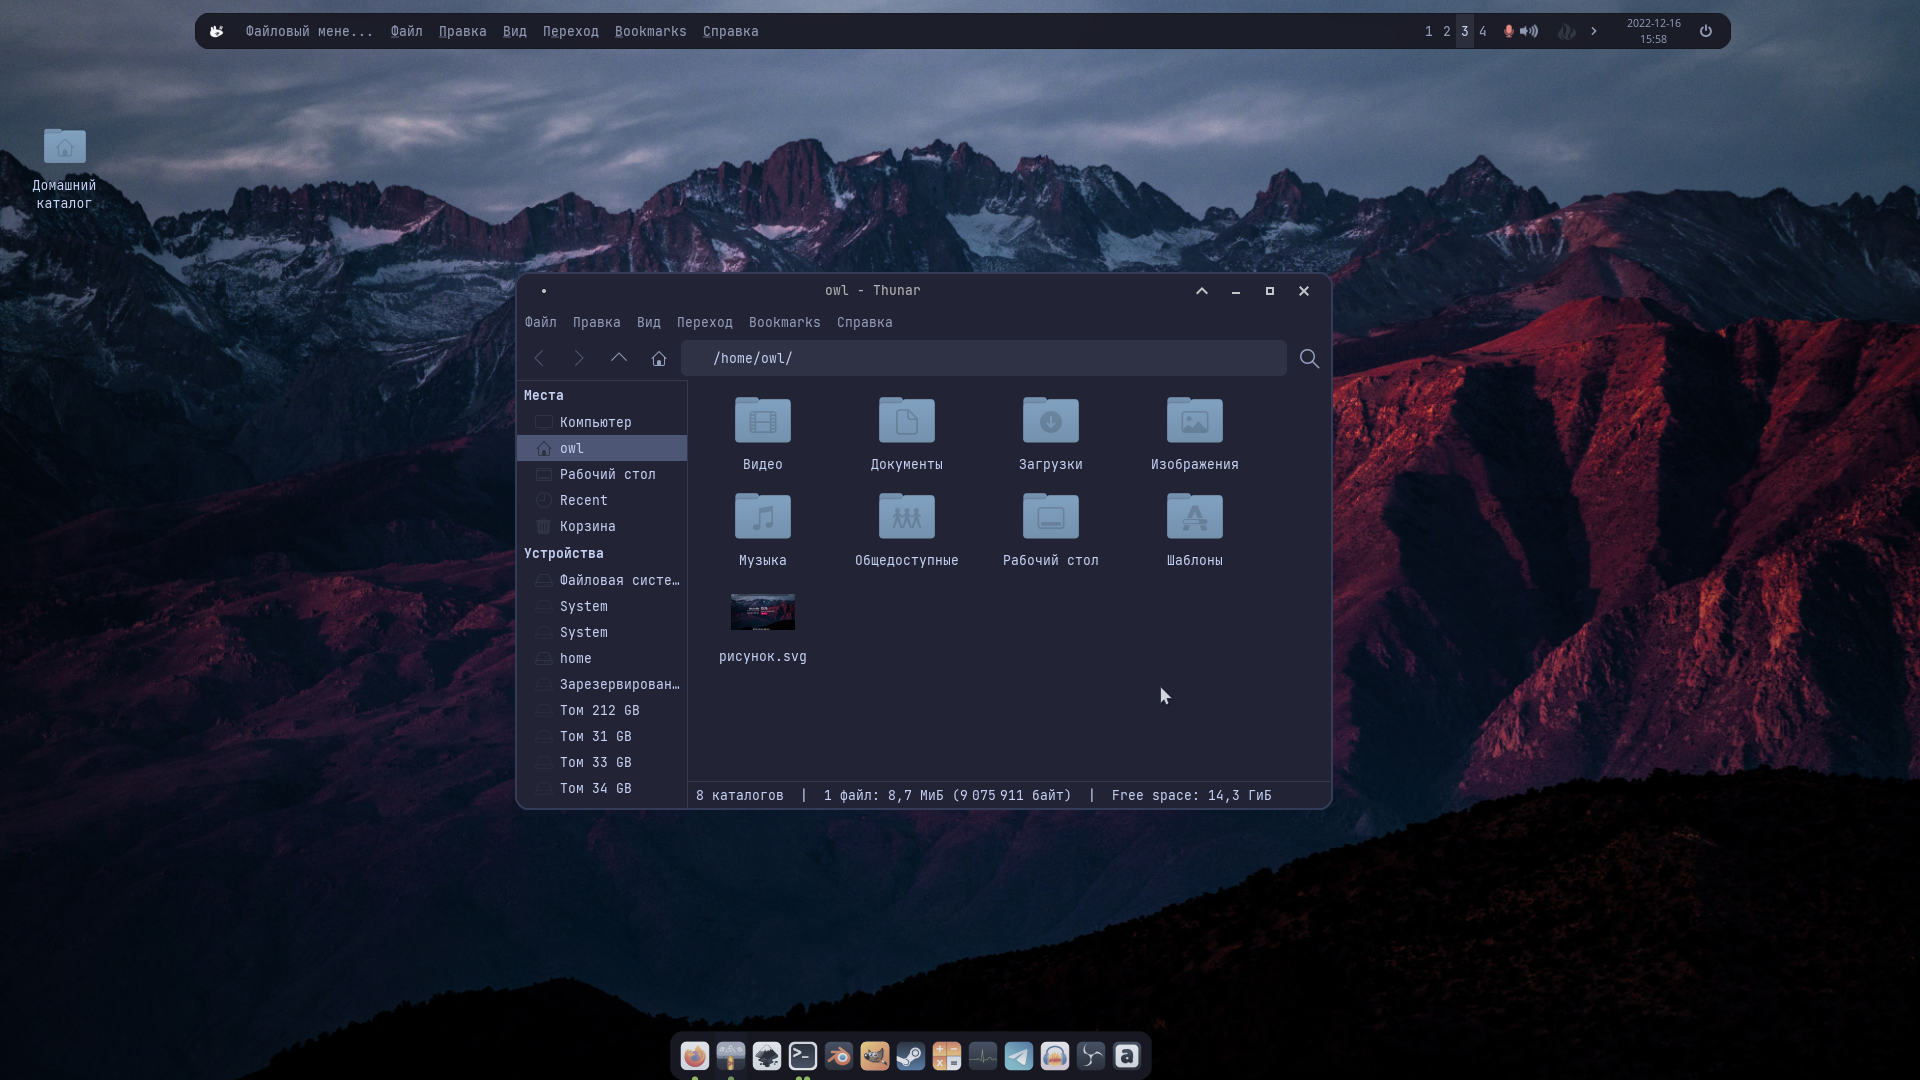 Файловый мене... Файл Правка Вид Переход Bookmarks Справка
1 2 3 4
2022-12-16
15:58
Домашний
каталог
owl - Thunar
Файл Правка Вид Переход Bookmarks Справка
/home/owl/
Места
Компьютер
owl
Рабочий стол
Recent
Корзина
Устройства
Файловая систе…
System
System
home
Зарезервирован…
Том 212 GB
Том 31 GB
Том 33 GB
Том 34 GB
Видео Документы Загрузки Изображения
Музыка Общедоступные Рабочий стол Шаблоны
рисунок.svg
8 каталогов | 1 файл: 8,7 МиБ (9 075 911 байт) | Free space: 14,3 ГиБ